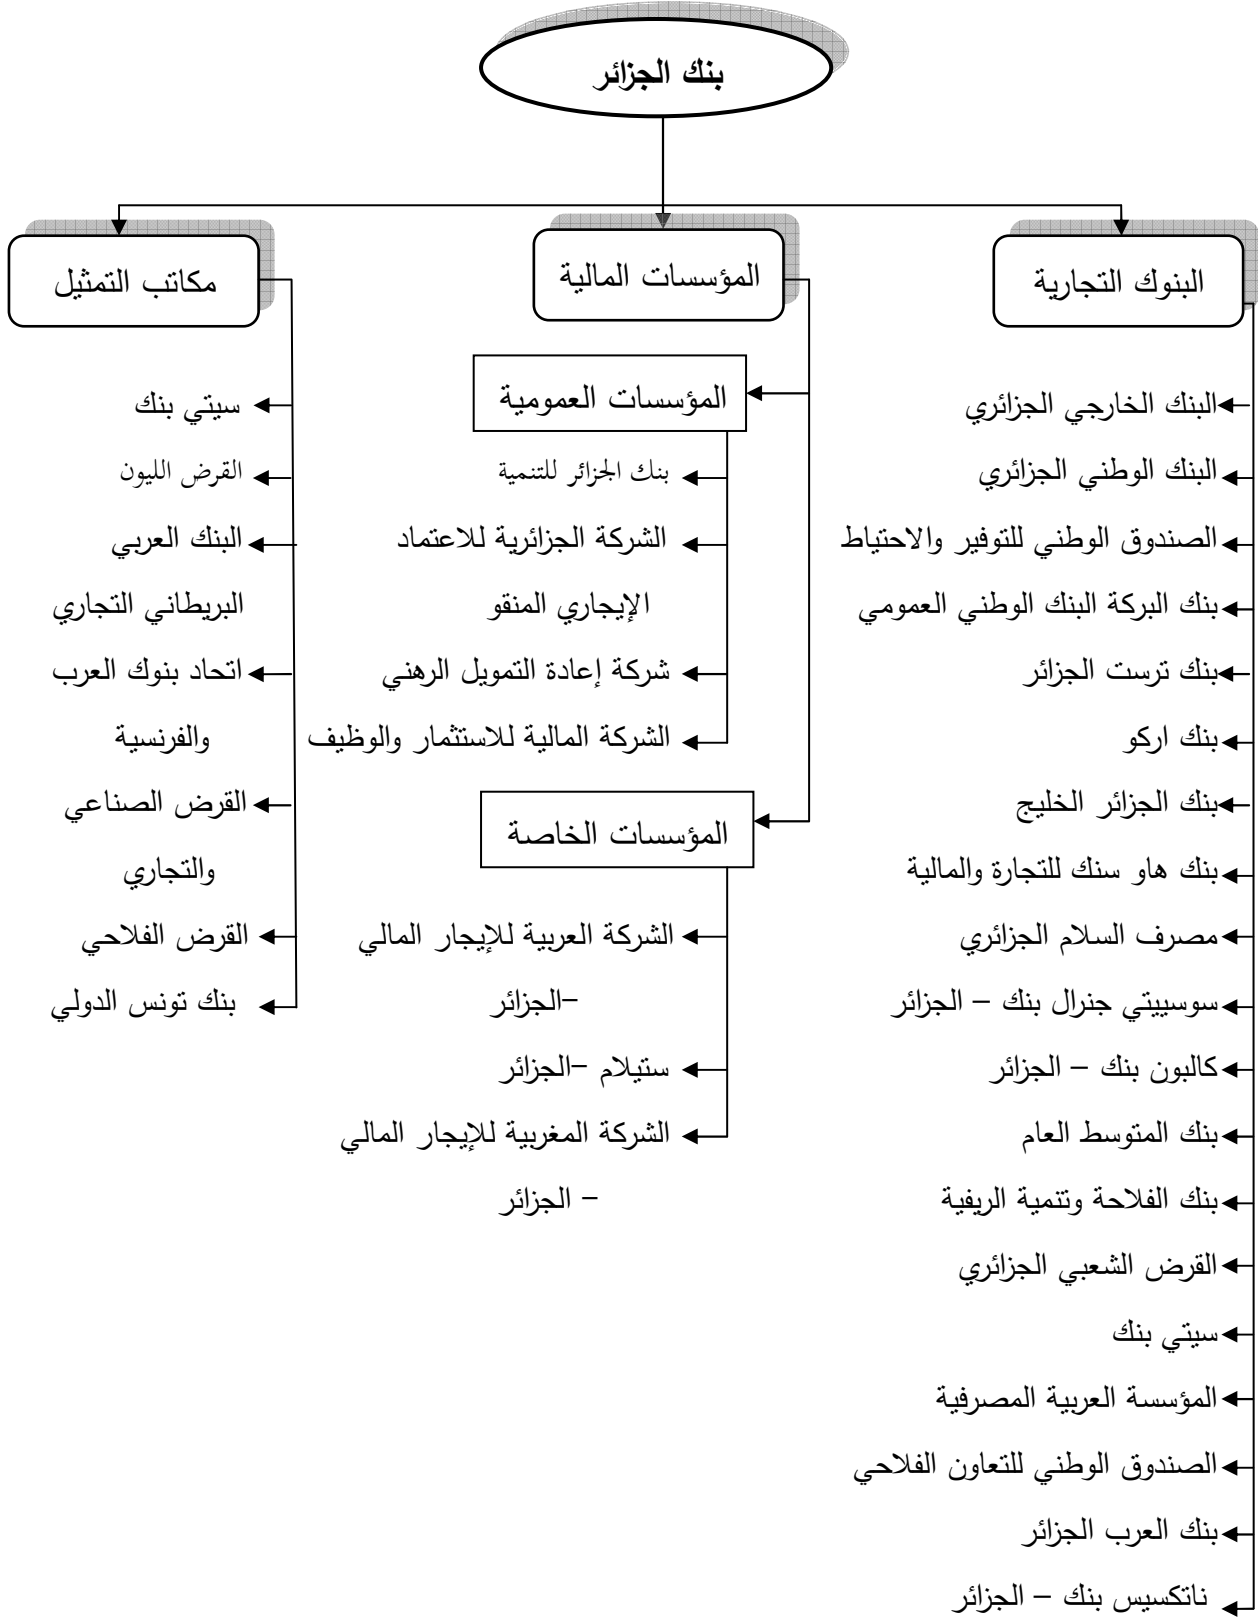 بنك الجزائر
البنوك التجارية
البنك الخارجي الجزائري
البنك الوطني الجزائري
الصندوق الوطني للتوفير والاحتياط
بنك البركة البنك الوطني العمومي
بنك ترست الجزائر
بنك اركو
بنك الجزائر الخليج
بنك هاو سنك للتجارة والمالية
مصرف السلام الجزائري
سوسييتي جنرال بنك – الجزائر
كالبون بنك – الجزائر
بنك المتوسط العام
بنك الفلاحة وتنمية الريفية
القرض الشعبي الجزائري
سيتي بنك
المؤسسة العربية المصرفية
الصندوق الوطني للتعاون الفلاحي
بنك العرب الجزائر
ناتكسيس بنك – الجزائر
المؤسسات المالية
المؤسسات العمومية
بنك الجزائر للتنمية
الشركة الجزائرية للاعتماد
الإيجاري المنقو
شركة إعادة التمويل الرهني
الشركة المالية للاستثمار والوظيف
المؤسسات الخاصة
الشركة العربية للإيجار المالي
–الجزائر
ستيلام –الجزائر
الشركة المغربية للإيجار المالي
– الجزائر
مكاتب التمثيل
سيتي بنك
القرض الليون
البنك العربي
البريطاني التجاري
اتحاد بنوك العرب
والفرنسية
القرض الصناعي
والتجاري
القرض الفلاحي
بنك تونس الدولي